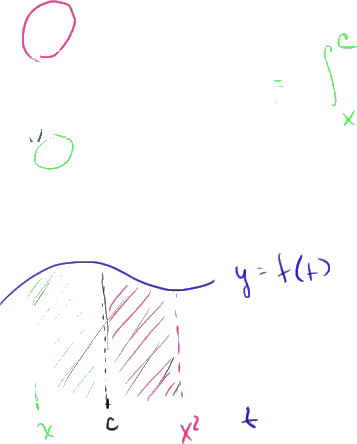 = ∫
c
x
y = f(t)
x c x² t